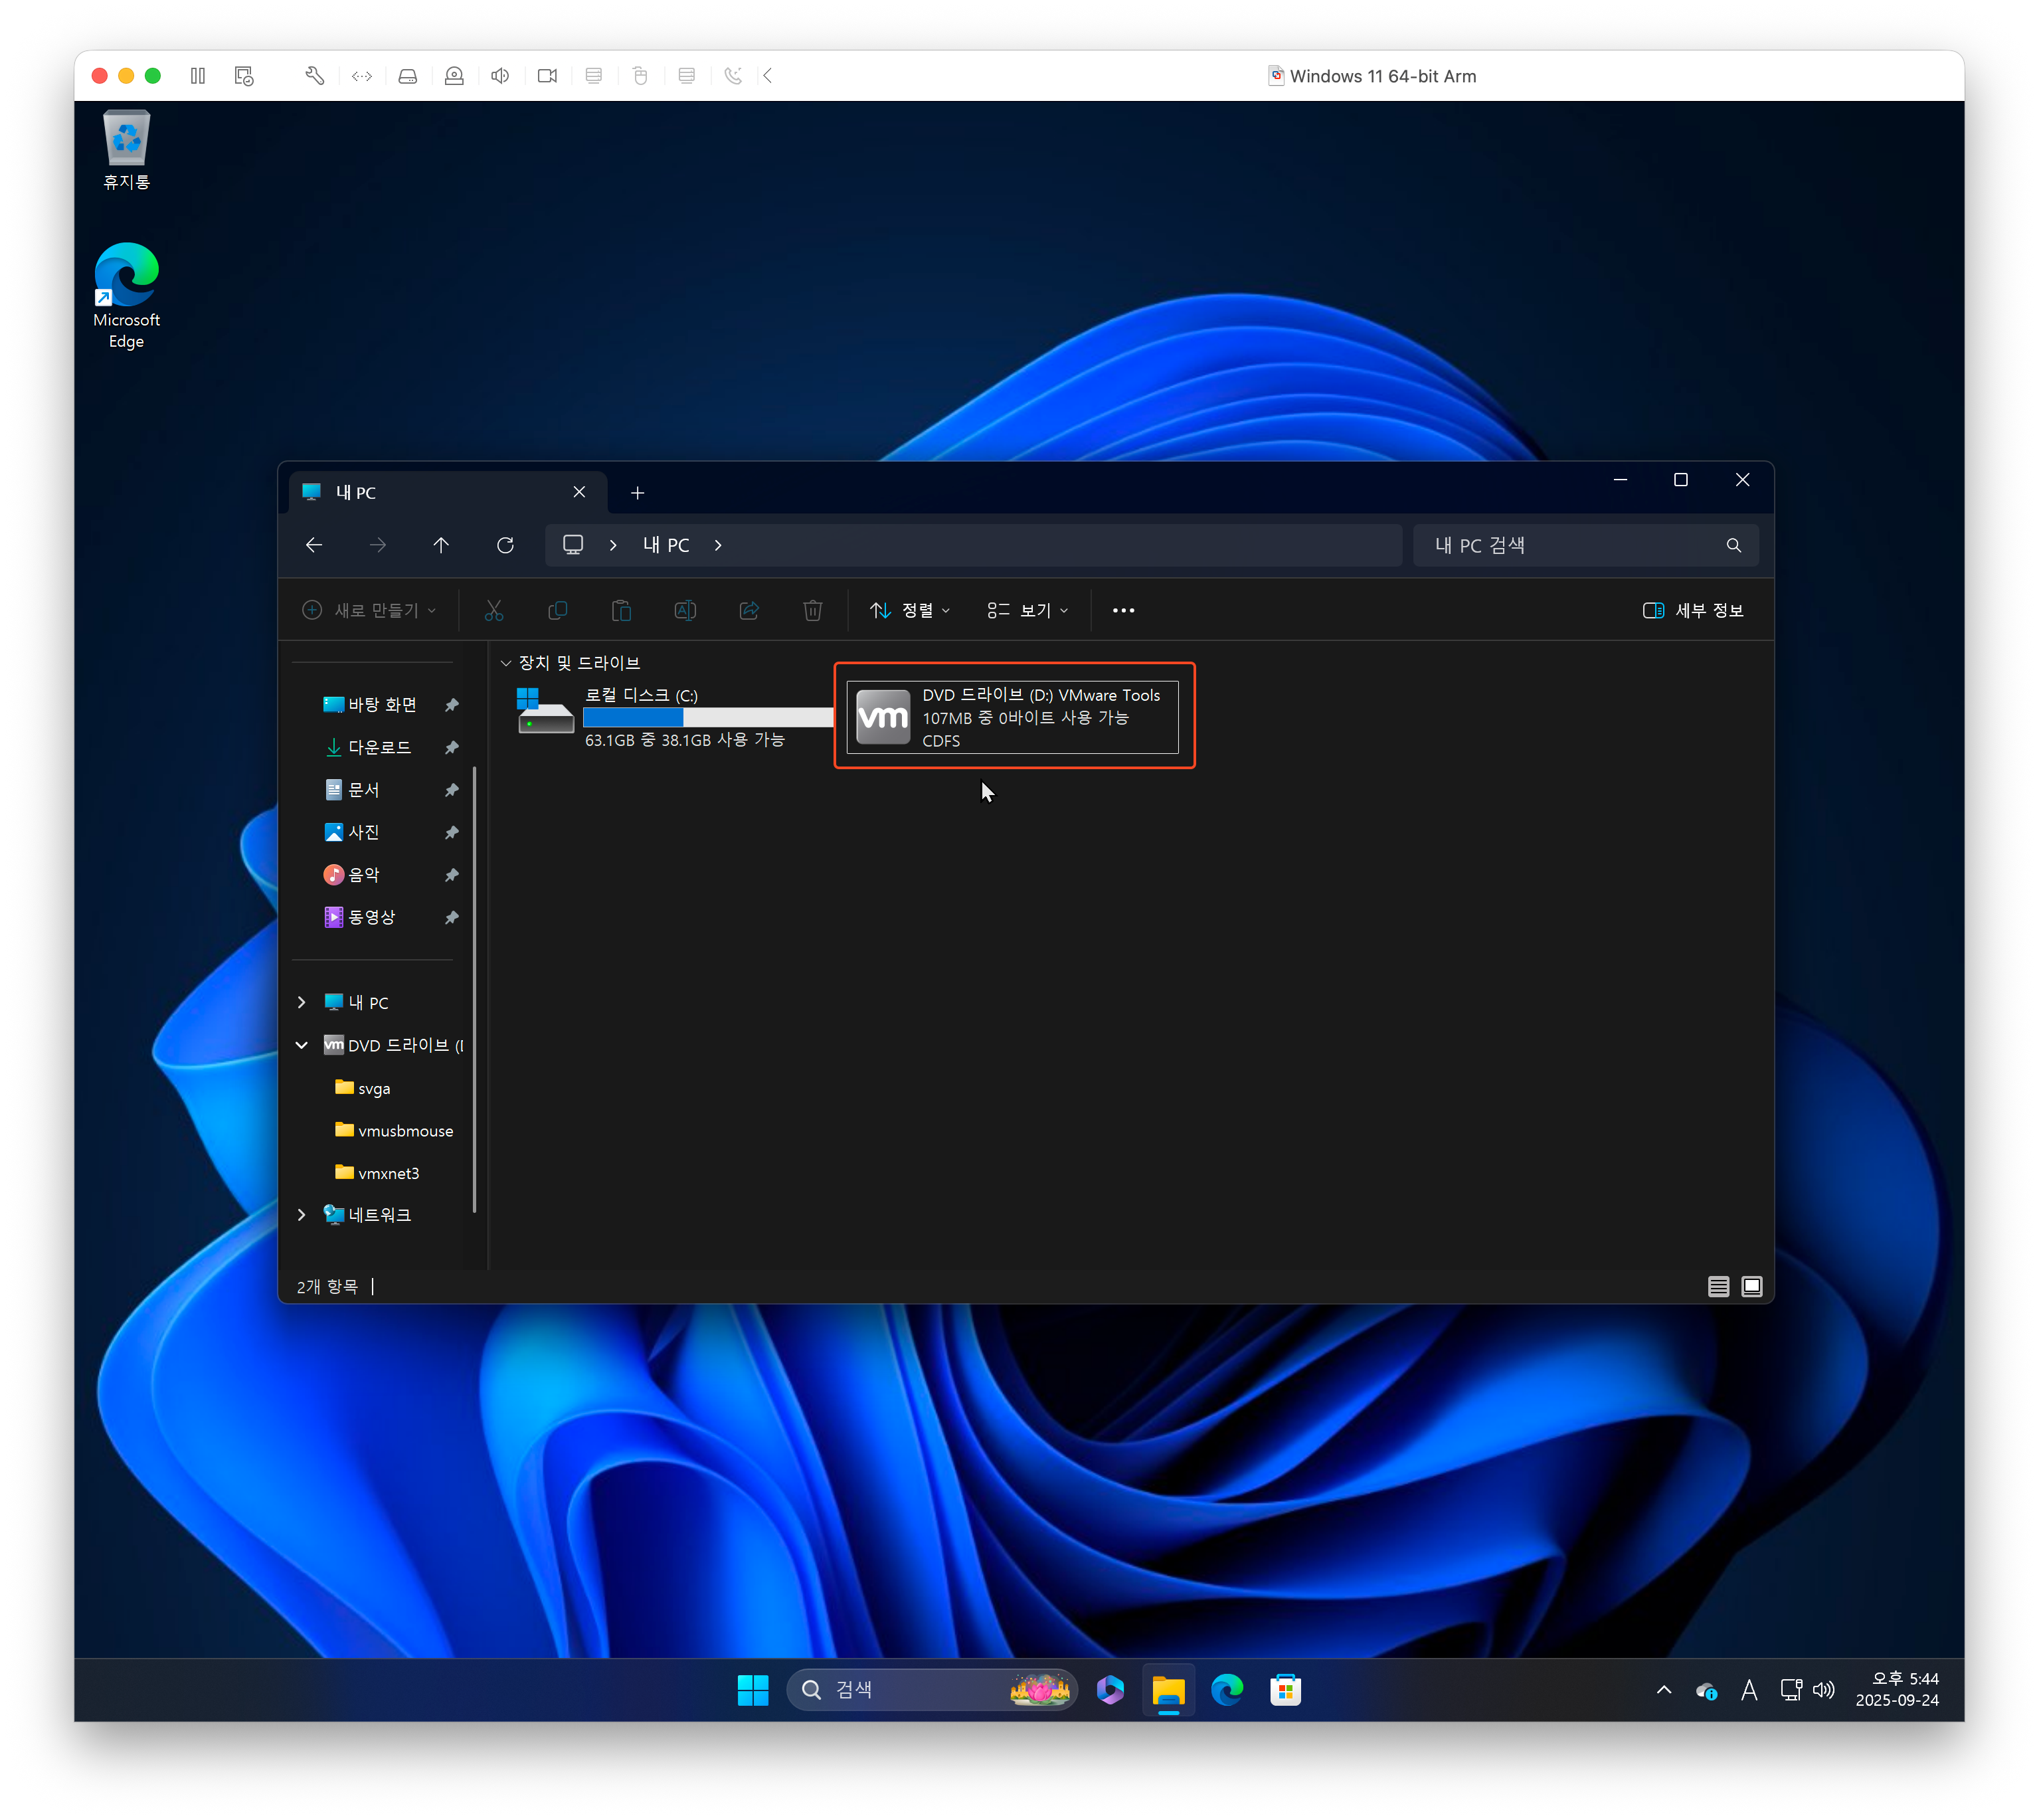 Windows 11 64-bit Arm
휴지통
Microsoft
Edge
내 PC
내 PC
내 PC 검색
새로 만들기
정렬
보기
세부 정보
장치 및 드라이브
로컬 디스크 (C:)
63.1GB 중 38.1GB 사용 가능
vm
DVD 드라이브 (D:) VMware Tools
107MB 중 0바이트 사용 가능
CDFS
바탕 화면
다운로드
문서
사진
음악
동영상
내 PC
vm DVD 드라이브 (
svga
vmusbmouse
vmxnet3
네트워크
2개 항목
검색
A
오후 5:44
2025-09-24